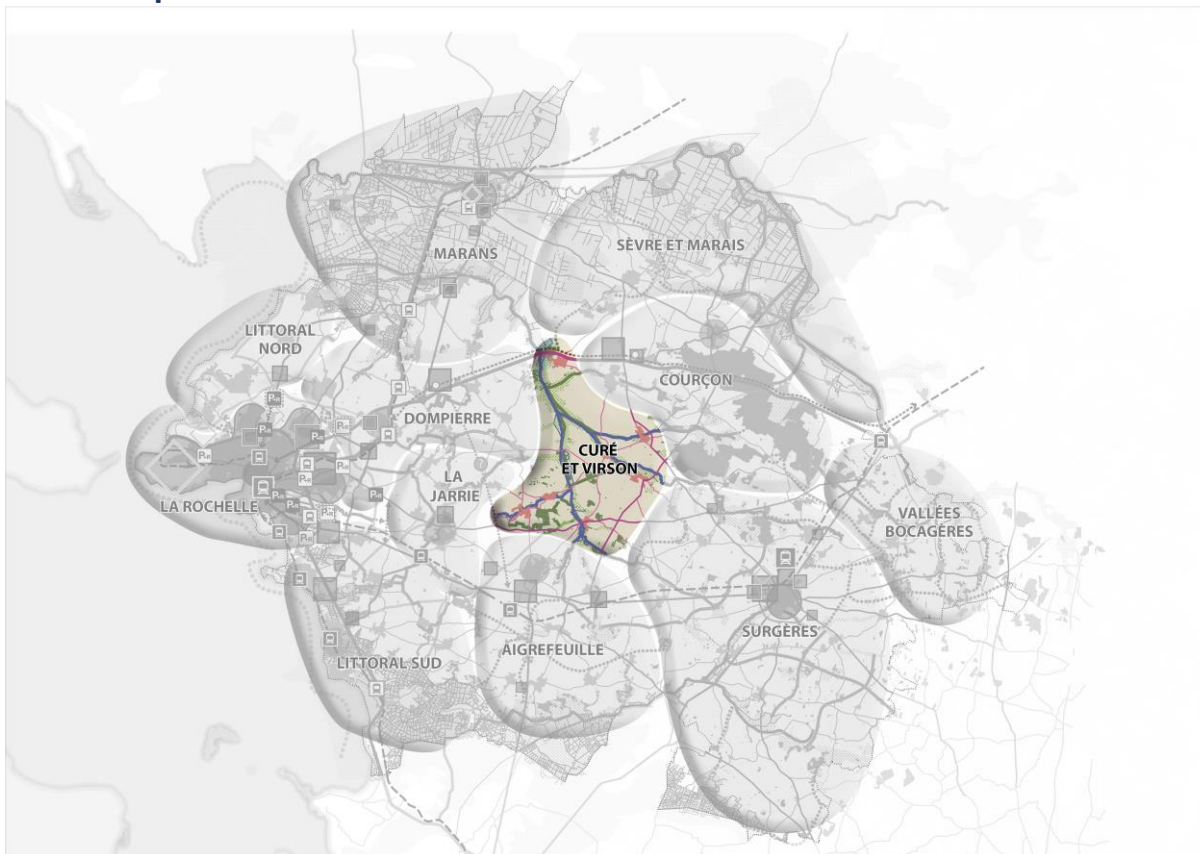 MARANS
SÈVRE ET MARAIS
LITTORAL
NORD
COURÇON
DOMPIERRE
CURÉ
ET VIRSON
LA
JARRIE
LA ROCHELLE
VALLÉES
BOCAGÈRES
SURGÈRES
AIGREFEUILLE
LITTORAL SUD